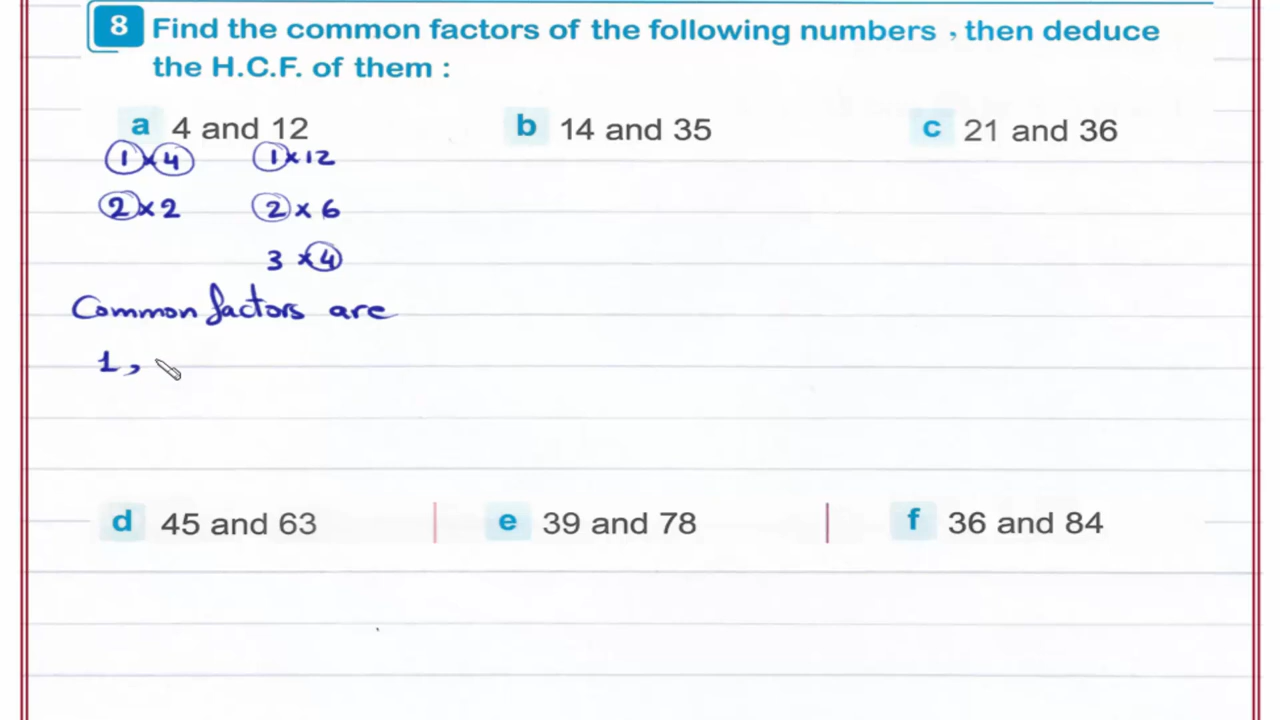 8 Find the common factors of the following numbers , then deduce
the H.C.F. of them :
a 4 and 12
b 14 and 35
c 21 and 36
1×4 1×12
2×2 2×6
3×4
Common factors are
1,
d 45 and 63
e 39 and 78
f 36 and 84